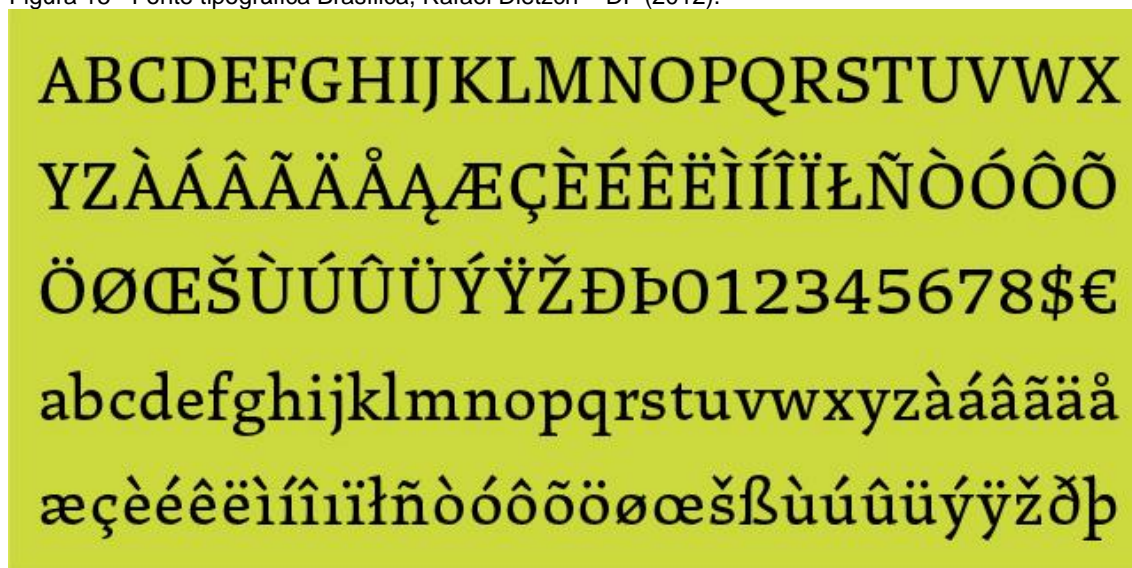 ABCDEFGHIJKLMNOPQRSTUVWX
YZÀÁÂÃÄÅĄÆÇÈÉÊËÌÍÎÏŁÑÒÓÔÕ
ÖØŒŠÙÚÛÜÝŸŽĐÞ012345678$€
abcdefghijklmnopqrstuvwxyzàáâãäå
æçèéêëìíîıïłñòóôõöøœšßùúûüýÿžðþ